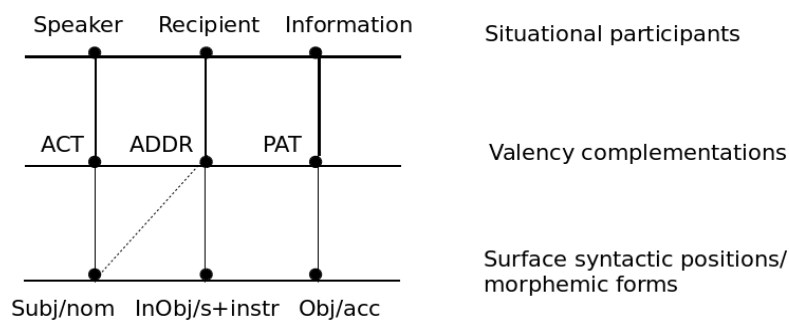 Speaker Recipient Information
Situational participants
ACT ADDR PAT
Valency complementations
Surface syntactic positions/
morphemic forms
Subj/nom InObj/s+instr Obj/acc